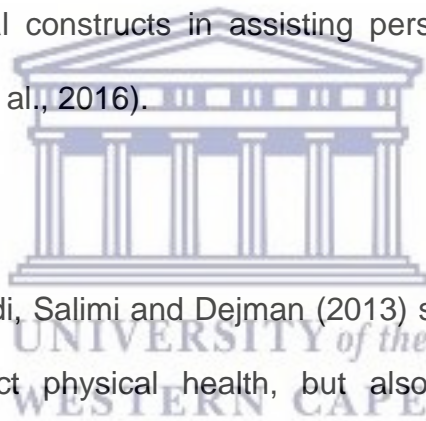 al constructs in assisting pers
al., 2016).
di, Salimi and Dejman (2013) s
UNIVERSITY of the
ct physical health, but also
WESTERN CAPE